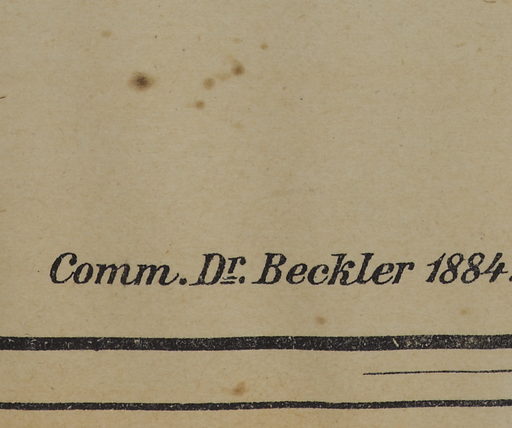 Comm. Dr. Beckler 1884.